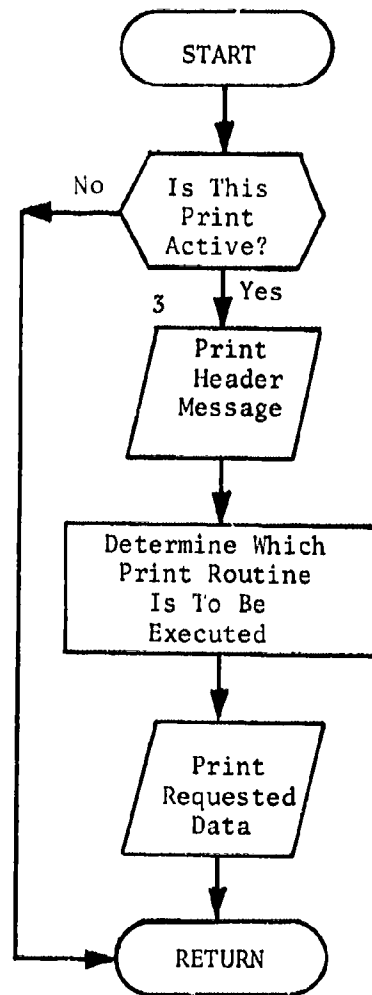 START
No
Is This
Print
Active?
Yes
3
Print
Header
Message
Determine Which
Print Routine
Is To Be
Executed
Print
Requested
Data
RETURN